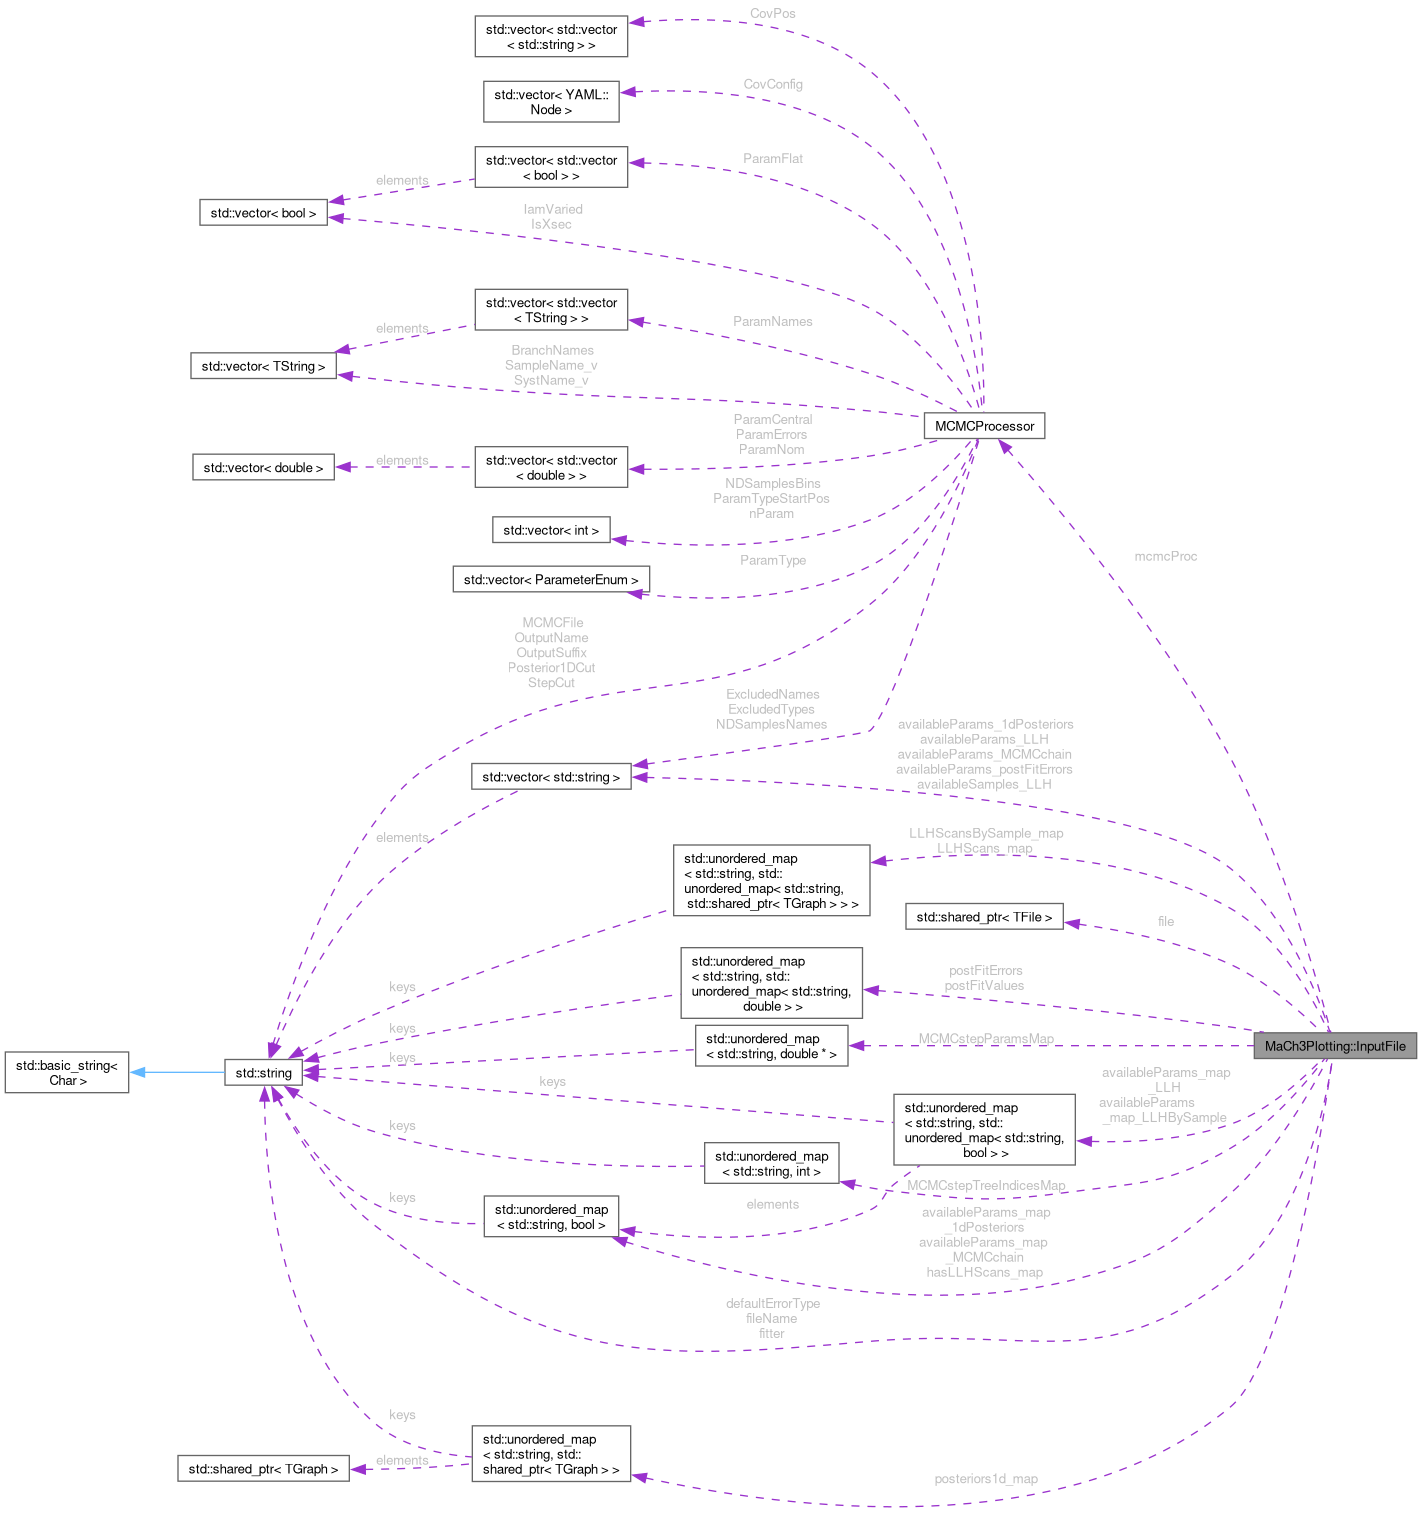 CovPos
std::vector< std::vector
< std::string > >
CovConfig
std::vector< YAML::
Node >
ParamFlat
std::vector< std::vector
< bool > >
elements
std::vector< bool >
IamVaried
IsXsec
std::vector< std::vector
< TString > >
ParamNames
elements
std::vector< TString >
BranchNames
SampleName_v
SystName_v
MCMCProcessor
ParamCentral
ParamErrors
ParamNom
std::vector< std::vector
< double > >
elements
std::vector< double >
NDSamplesBins
ParamTypeStartPos
nParam
std::vector< int >
ParamType
std::vector< ParameterEnum >
mcmcProc
MCMCFile
OutputName
OutputSuffix
Posterior1DCut
StepCut
ExcludedNames
ExcludedTypes
NDSamplesNames
availableParams_1dPosteriors
availableParams_LLH
availableParams_MCMCchain
availableParams_postFitErrors
availableSamples_LLH
std::vector< std::string >
elements
LLHScansBySample_map
LLHScans_map
std::unordered_map
< std::string, std::
unordered_map< std::string,
std::shared_ptr< TGraph > > >
std::shared_ptr< TFile >
file
keys
std::unordered_map
< std::string, std::
unordered_map< std::string,
double > >
postFitErrors
postFitValues
keys
std::unordered_map
< std::string, double * >
MCMCstepParamsMap
keys
MaCh3Plotting::InputFile
std::basic_string<
Char >
std::string
keys
availableParams_map
_LLH
availableParams
_map_LLHBySample
std::unordered_map
< std::string, std::
unordered_map< std::string,
bool > >
keys
std::unordered_map
< std::string, int >
MCMCstepTreeIndicesMap
keys
std::unordered_map
< std::string, bool >
elements
availableParams_map
_1dPosteriors
availableParams_map
_MCMCchain
hasLLHScans_map
defaultErrorType
fileName
fitter
keys
std::unordered_map
< std::string, std::
shared_ptr< TGraph > >
elements
std::shared_ptr< TGraph >
posteriors1d_map